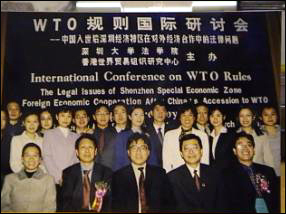 WTO 规则国际研讨会
——中国入世后深圳经济特区在对外经济合作中的法律问题
深圳大学法学院
香港世界贸易组织研究中心
主办
International Conference on WTO Rules
The Legal Issues of Shenzhen Special Economic Zone
Foreign Economic Cooperation After China's Accession to WTO
by